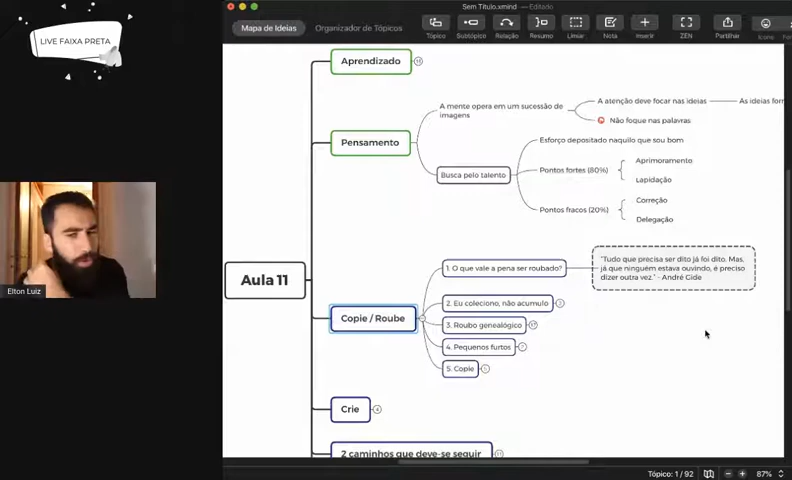 Sem Título.xmind — Editado
LIVE FAIXA PRETA
Mapa de Ideias
Organizador de Tópicos
Tópico
Subtópico
Relação
Resumo
Limiar
Nota
Inserir
ZEN
Partilhar
Ícone
Aprendizado
Pensamento
A mente opera em um sucessão de
imagens
A atenção deve focar nas ideias
As ideias for
Não foque nas palavras
Busca pelo talento
Esforço depositado naquilo que sou bom
Pontos fortes (80%)
Aprimoramento
Lapidação
Pontos fracos (20%)
Correção
Delegação
Aula 11
Copie / Roube
1. O que vale a pena ser roubado?
"Tudo que precisa ser dito já foi dito. Mas,
já que ninguém estava ouvindo, é preciso
dizer outra vez." - André Gide
2. Eu coleciono, não acumulo
3. Roubo genealógico
4. Pequenos furtos
5. Copie
Crie
2 caminhos que deve-se seguir
Elton Luiz
Tópico: 1 / 92
87%